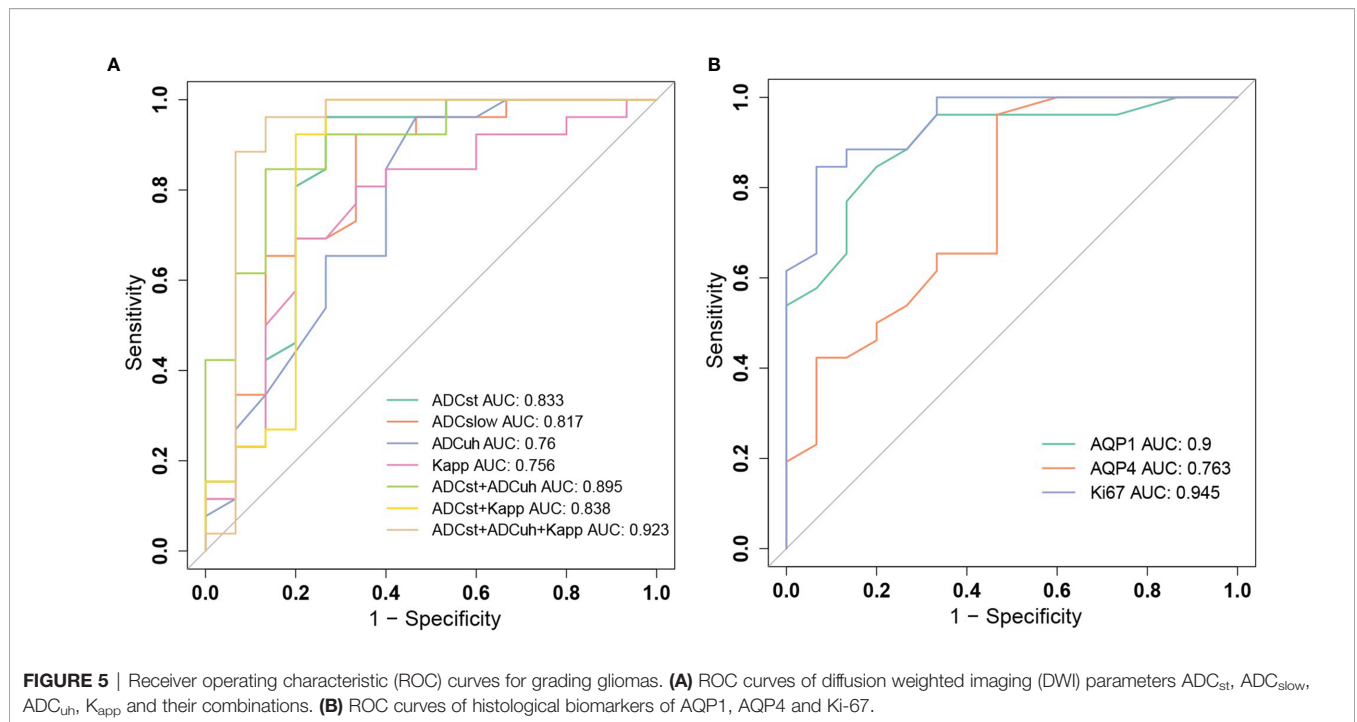 A
B
Sensitivity
1.0
0.8
0.6
0.4
0.2
0.0
ADCst AUC: 0.833
ADCslow AUC: 0.817
ADCuh AUC: 0.76
Kapp AUC: 0.756
ADCst+ADCuh AUC: 0.895
ADCst+Kapp AUC: 0.838
ADCst+ADCuh+Kapp AUC: 0.923
0.0 0.2 0.4 0.6 0.8 1.0
1 − Specificity
Sensitivity
1.0
0.8
0.6
0.4
0.2
0.0
AQP1 AUC: 0.9
AQP4 AUC: 0.763
Ki67 AUC: 0.945
0.0 0.2 0.4 0.6 0.8 1.0
1 − Specificity
FIGURE 5 | Receiver operating characteristic (ROC) curves for grading gliomas. (A) ROC curves of diffusion weighted imaging (DWI) parameters ADCst, ADCslow,
ADCuh, Kapp and their combinations. (B) ROC curves of histological biomarkers of AQP1, AQP4 and Ki-67.